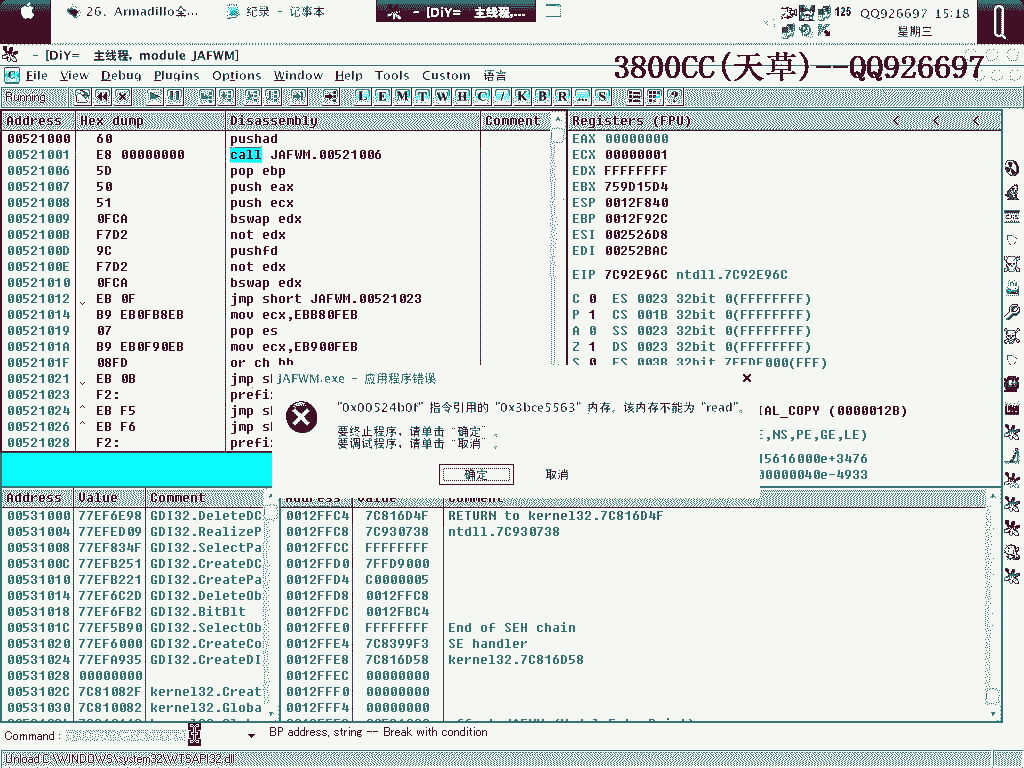 26. Armadillo全...
纪录 - 记事本
- [DiY= 主线程,...
125 QQ926697 15:18
星期三
- [DiY= 主线程, module JAFWM]
3800CC(天草)--QQ926697
C File View Debug Plugins Options Window Help Tools Custom 语言
Running L E M T W H C / K B R ... S ?
Address Hex dump Disassembly Comment
00521000 60 pushad
00521001 E8 00000000 call JAFWM.00521006
00521006 5D pop ebp
00521007 50 push eax
00521008 51 push ecx
00521009 0FCA bswap edx
0052100B F7D2 not edx
0052100D 9C pushfd
0052100E F7D2 not edx
00521010 0FCA bswap edx
00521012 EB 0F jmp short JAFWM.00521023
00521014 B9 EB0FB8EB mov ecx,EBB80FEB
00521019 07 pop es
0052101A B9 EB0F90EB mov ecx,EB900FEB
0052101F 08FD or ch,bh
00521021 EB 0B jmp s
00521023 F2: prefi
00521024 EB F5 jmp s
00521026 EB F6 jmp s
00521028 F2: prefi
Registers (FPU) < < <
EAX 00000000
ECX 00000001
EDX FFFFFFFF
EBX 759D15D4
ESP 0012F840
EBP 0012F92C
ESI 002526D8
EDI 00252BAC
EIP 7C92E96C ntdll.7C92E96C
C 0 ES 0023 32bit 0(FFFFFFFF)
P 1 CS 001B 32bit 0(FFFFFFFF)
A 0 SS 0023 32bit 0(FFFFFFFF)
Z 1 DS 0023 32bit 0(FFFFFFFF)
S 0 FS 003B 32bit 7FFDE000(FFF)
AL_COPY (0000012B)
E,NS,PE,GE,LE)
15616000e+3476
00000040e-4933
JAFWM.exe - 应用程序错误
"0x00524b0f" 指令引用的 "0x3bce5563" 内存。该内存不能为 "read"。
要终止程序，请单击 "确定"。
要调试程序，请单击 "取消"。
确定 取消
Address Value Comment
00531000 77EF6E98 GDI32.DeleteDC
00531004 77EFED09 GDI32.RealizeP
00531008 77EF834F GDI32.SelectPa
0053100C 77EFB251 GDI32.CreateDC
00531010 77EFB221 GDI32.CreatePa
00531014 77EF6C2D GDI32.DeleteOb
00531018 77EF6FB2 GDI32.BitBlt
0053101C 77EF5B90 GDI32.SelectOb
00531020 77EF6000 GDI32.CreateCo
00531024 77EFA935 GDI32.CreateDI
00531028 00000000
0053102C 7C81082F kernel32.Creat
00531030 7C810082 kernel32.Globa
Address Value Comment
0012FFC4 7C816D4F RETURN to kernel32.7C816D4F
0012FFC8 7C930738 ntdll.7C930738
0012FFCC FFFFFFFF
0012FFD0 7FFD9000
0012FFD4 C0000005
0012FFD8 0012FFC8
0012FFDC 0012FBC4
0012FFE0 FFFFFFFF End of SEH chain
0012FFE4 7C8399F3 SE handler
0012FFE8 7C816D58 kernel32.7C816D58
0012FFEC 00000000
0012FFF0 00000000
0012FFF4 00000000
Command : BP address, string -- Break with condition
Unload C:\WINDOWS\system32\WTSAPI32.dll